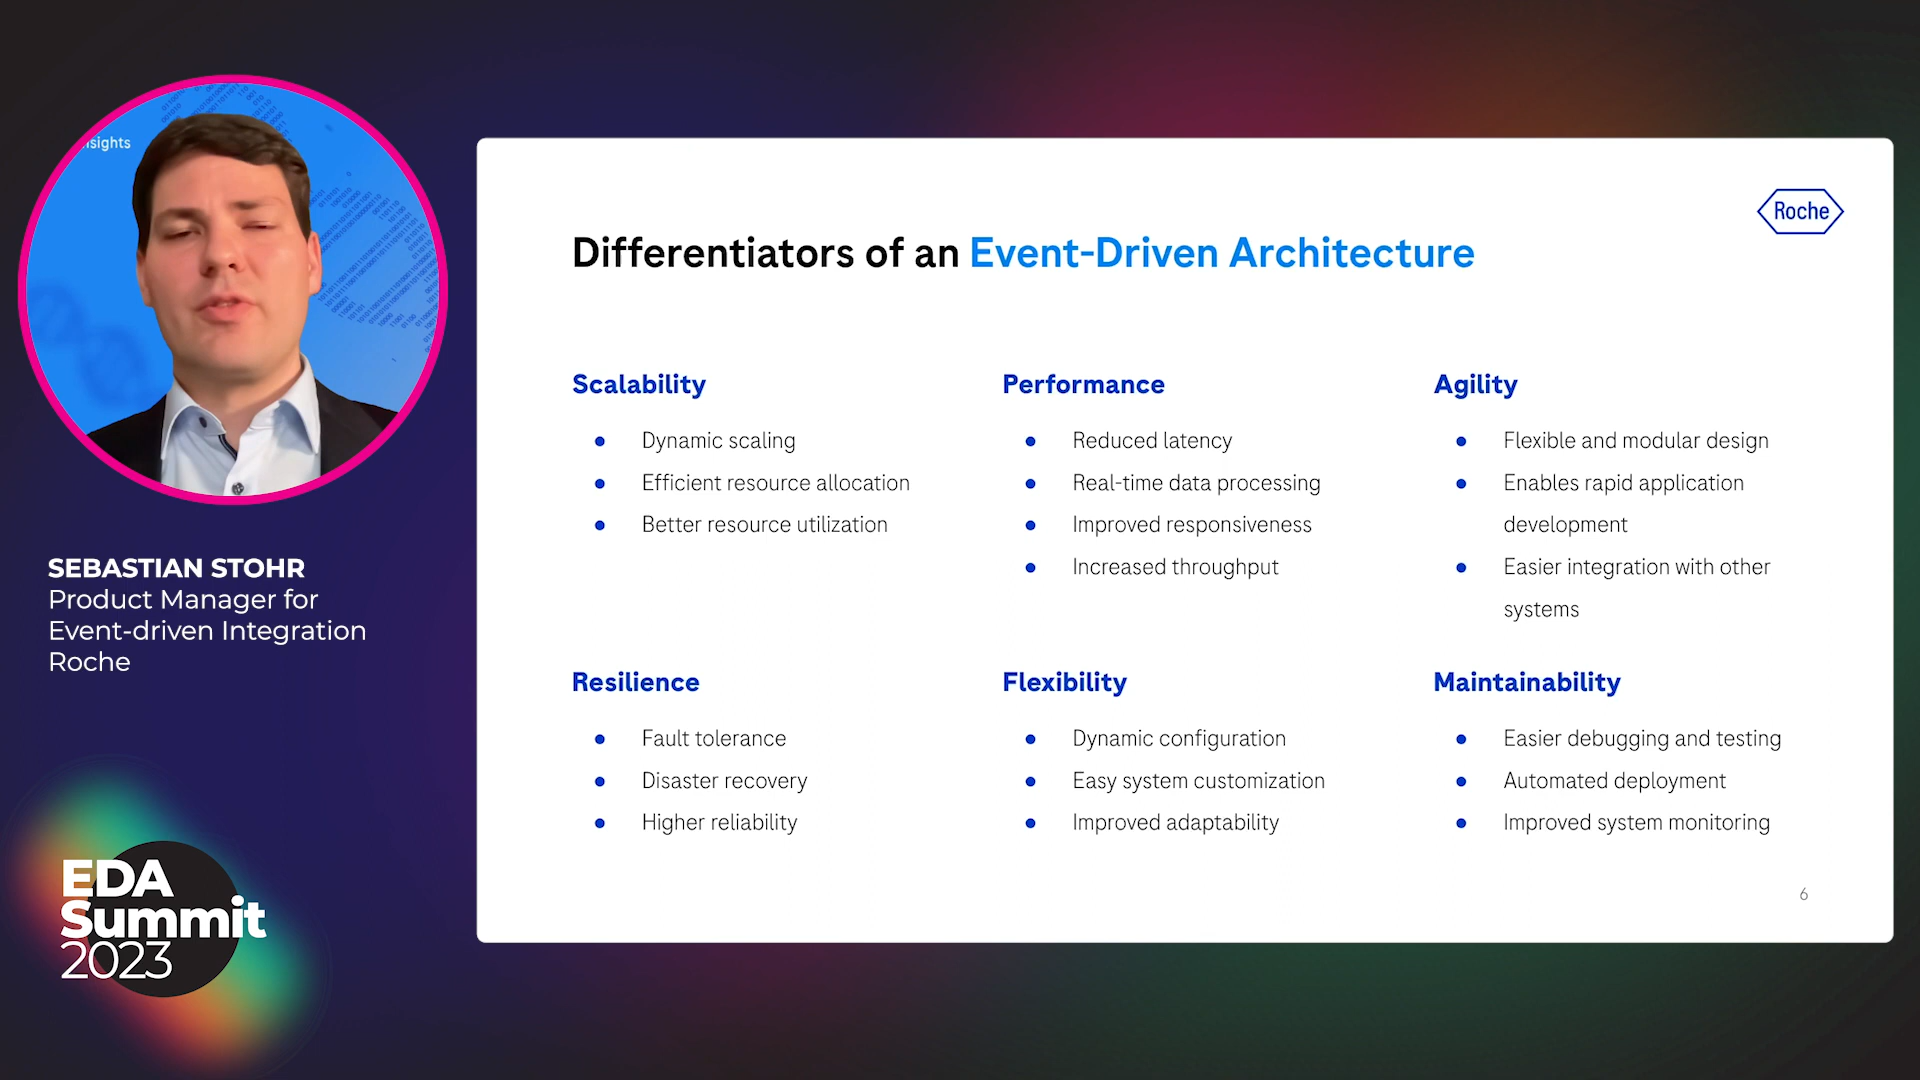 nsights
SEBASTIAN STOHR
Product Manager for
Event-driven Integration
Roche
EDA
Summit
2023
Roche
Differentiators of an Event-Driven Architecture
Scalability
Dynamic scaling
Efficient resource allocation
Better resource utilization
Performance
Reduced latency
Real-time data processing
Improved responsiveness
Increased throughput
Agility
Flexible and modular design
Enables rapid application
development
Easier integration with other
systems
Resilience
Fault tolerance
Disaster recovery
Higher reliability
Flexibility
Dynamic configuration
Easy system customization
Improved adaptability
Maintainability
Easier debugging and testing
Automated deployment
Improved system monitoring
6